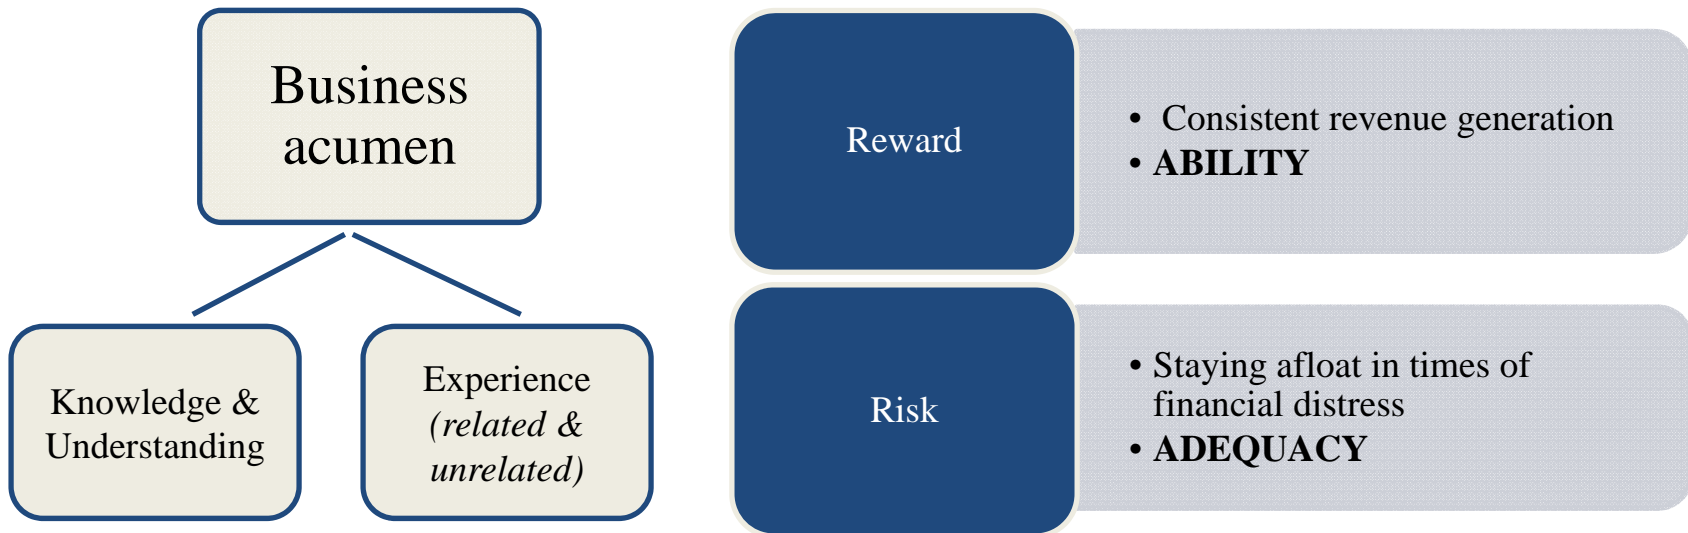 Business
acumen
Knowledge &
Understanding
Experience
(related &
unrelated)
Reward
• Consistent revenue generation
• ABILITY
Risk
• Staying afloat in times of
financial distress
• ADEQUACY